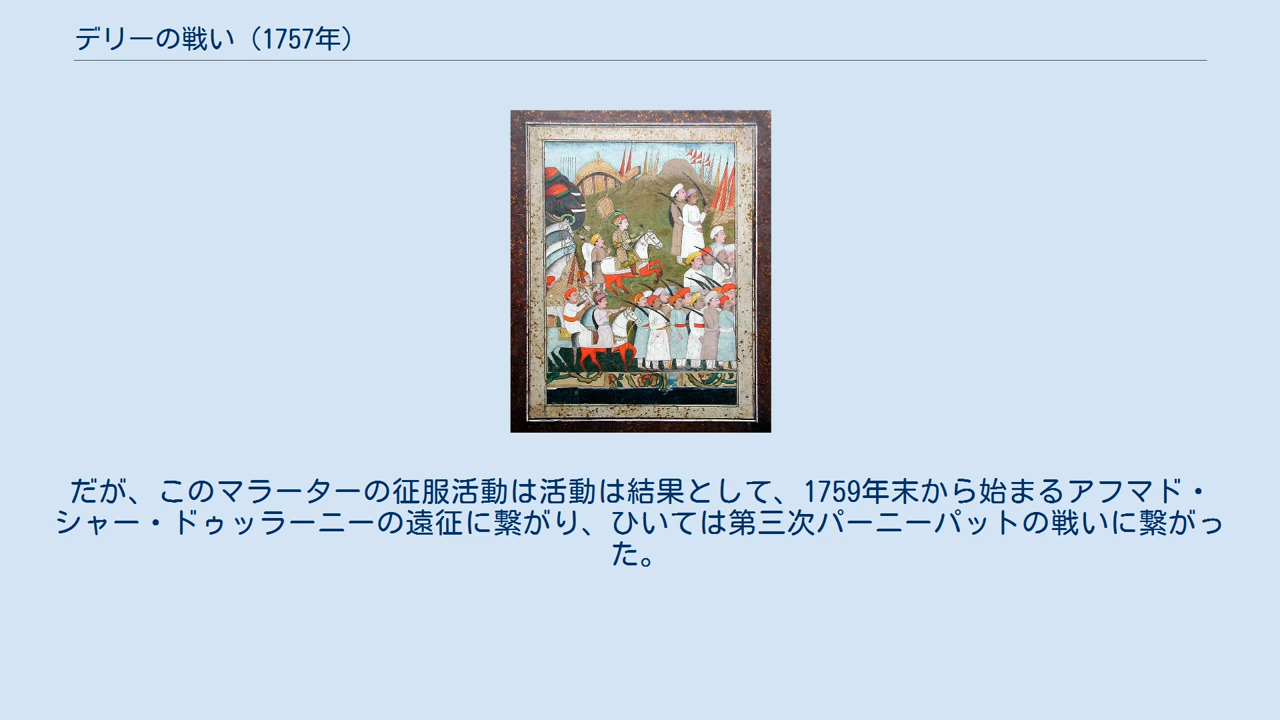 デリーの戦い（1757年）
だが、このマラーターの征服活動は活動は結果として、1759年末から始まるアフマド・
シャー・ドゥッラーニーの遠征に繋がり、ひいては第三次パーニーパットの戦いに繋がっ
た。